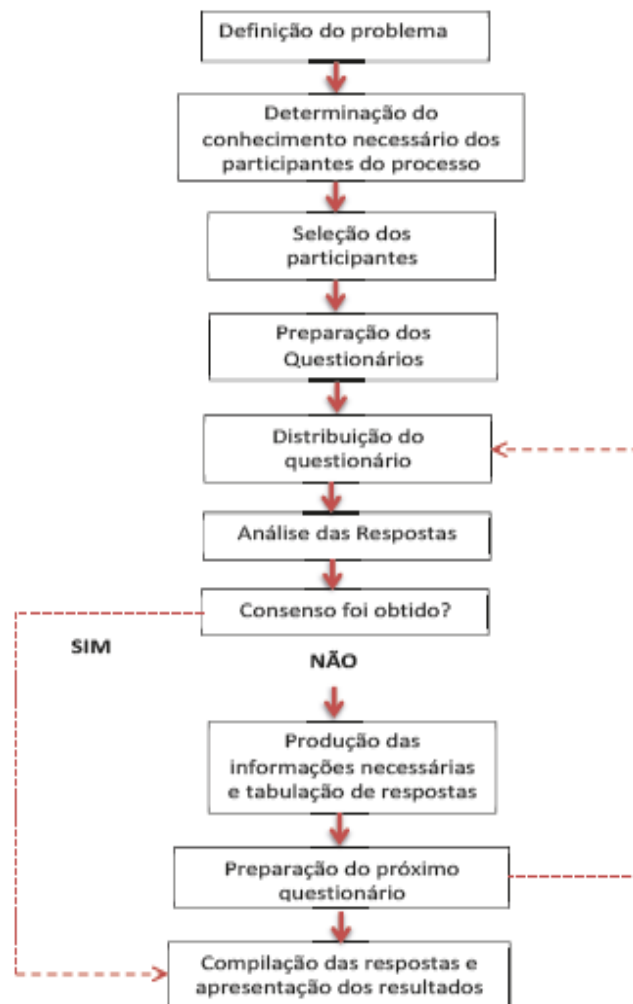 Definição do problema
Determinação do
conhecimento necessário dos
participantes do processo
Seleção dos
participantes
Preparação dos
Questionários
Distribuição do
questionário
Análise das Respostas
Consenso foi obtido?
SIM
NÃO
Produção das
informações necessárias
e tabulação de respostas
Preparação do próximo
questionário
Compilação das respostas e
apresentação dos resultados